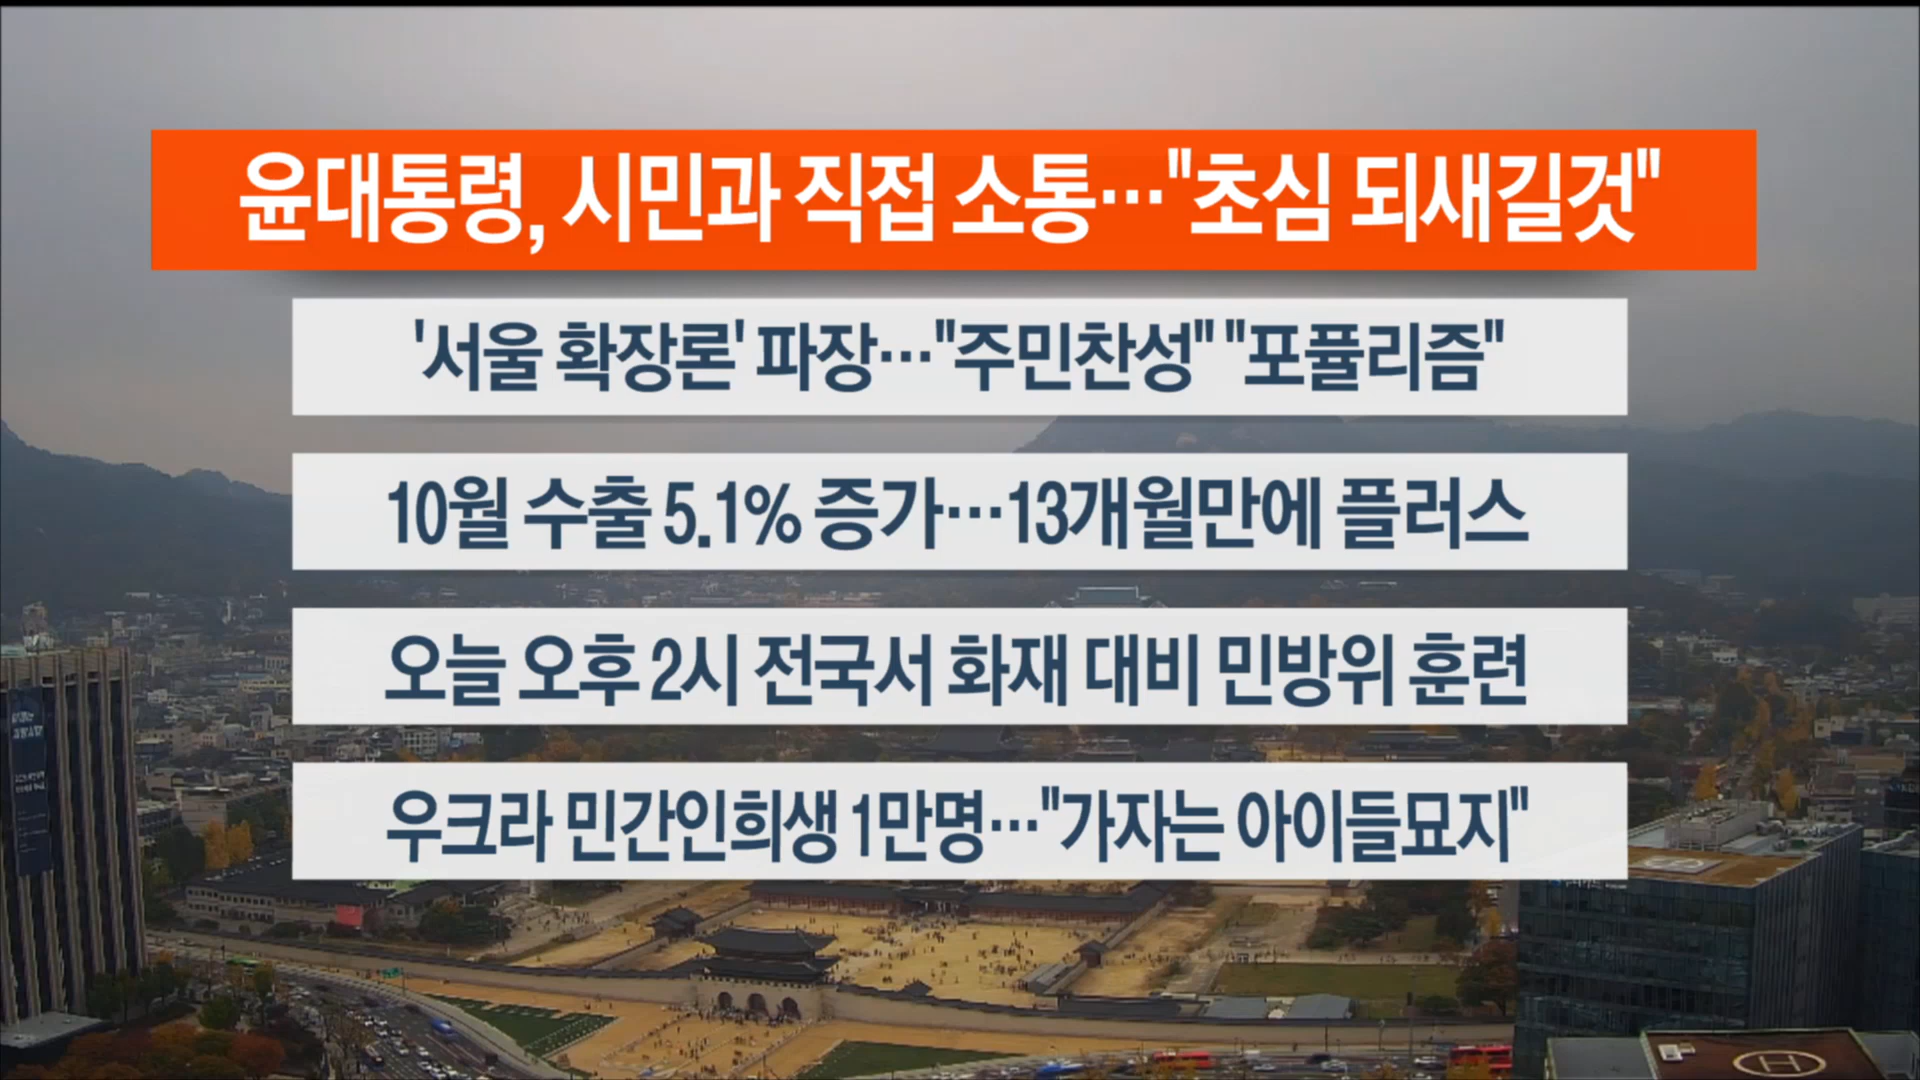 윤대통령, 시민과 직접 소통…"초심 되새길것"
'서울 확장론' 파장…"주민찬성" "포퓰리즘"
10월 수출 5.1% 증가…13개월만에 플러스
오늘 오후 2시 전국서 화재 대비 민방위 훈련
우크라 민간인희생 1만명…"가자는 아이들묘지"
H